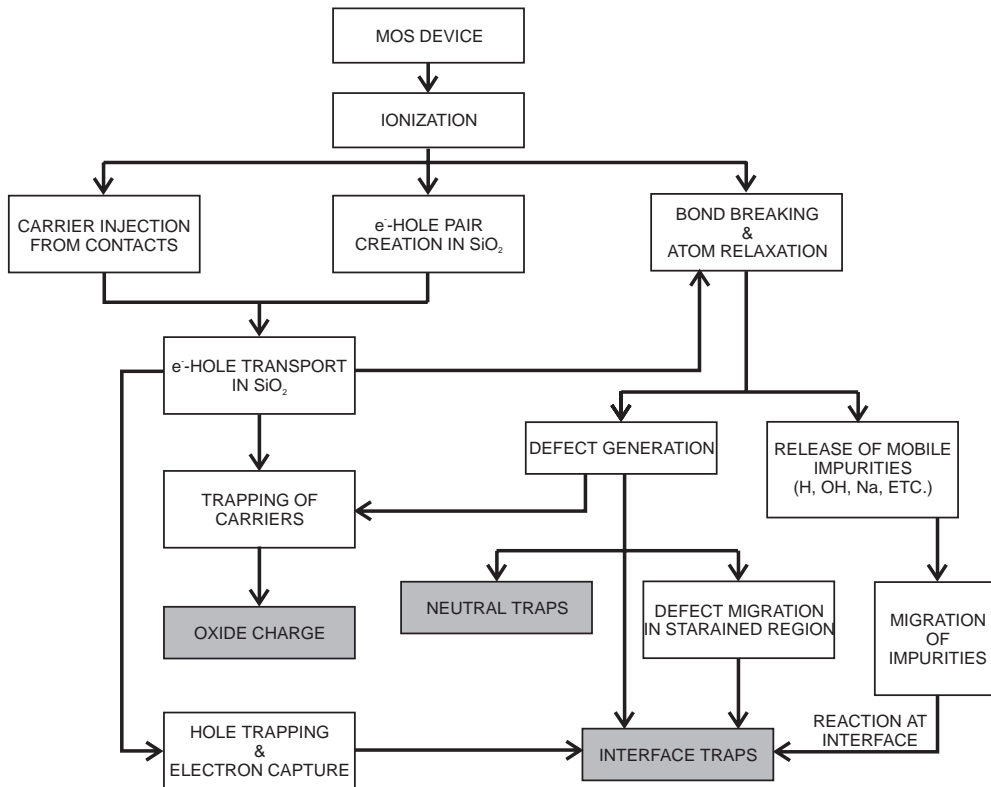 MOS DEVICE
IONIZATION
CARRIER INJECTION
FROM CONTACTS
e⁻-HOLE PAIR
CREATION IN SiO₂
BOND BREAKING
&
ATOM RELAXATION
e⁻-HOLE TRANSPORT
IN SiO₂
DEFECT GENERATION
RELEASE OF MOBILE
IMPURITIES
(H, OH, Na, ETC.)
TRAPPING OF
CARRIERS
NEUTRAL TRAPS
DEFECT MIGRATION
IN STARAINED REGION
OXIDE CHARGE
MIGRATION
OF
IMPURITIES
HOLE TRAPPING
&
ELECTRON CAPTURE
INTERFACE TRAPS
REACTION AT
INTERFACE